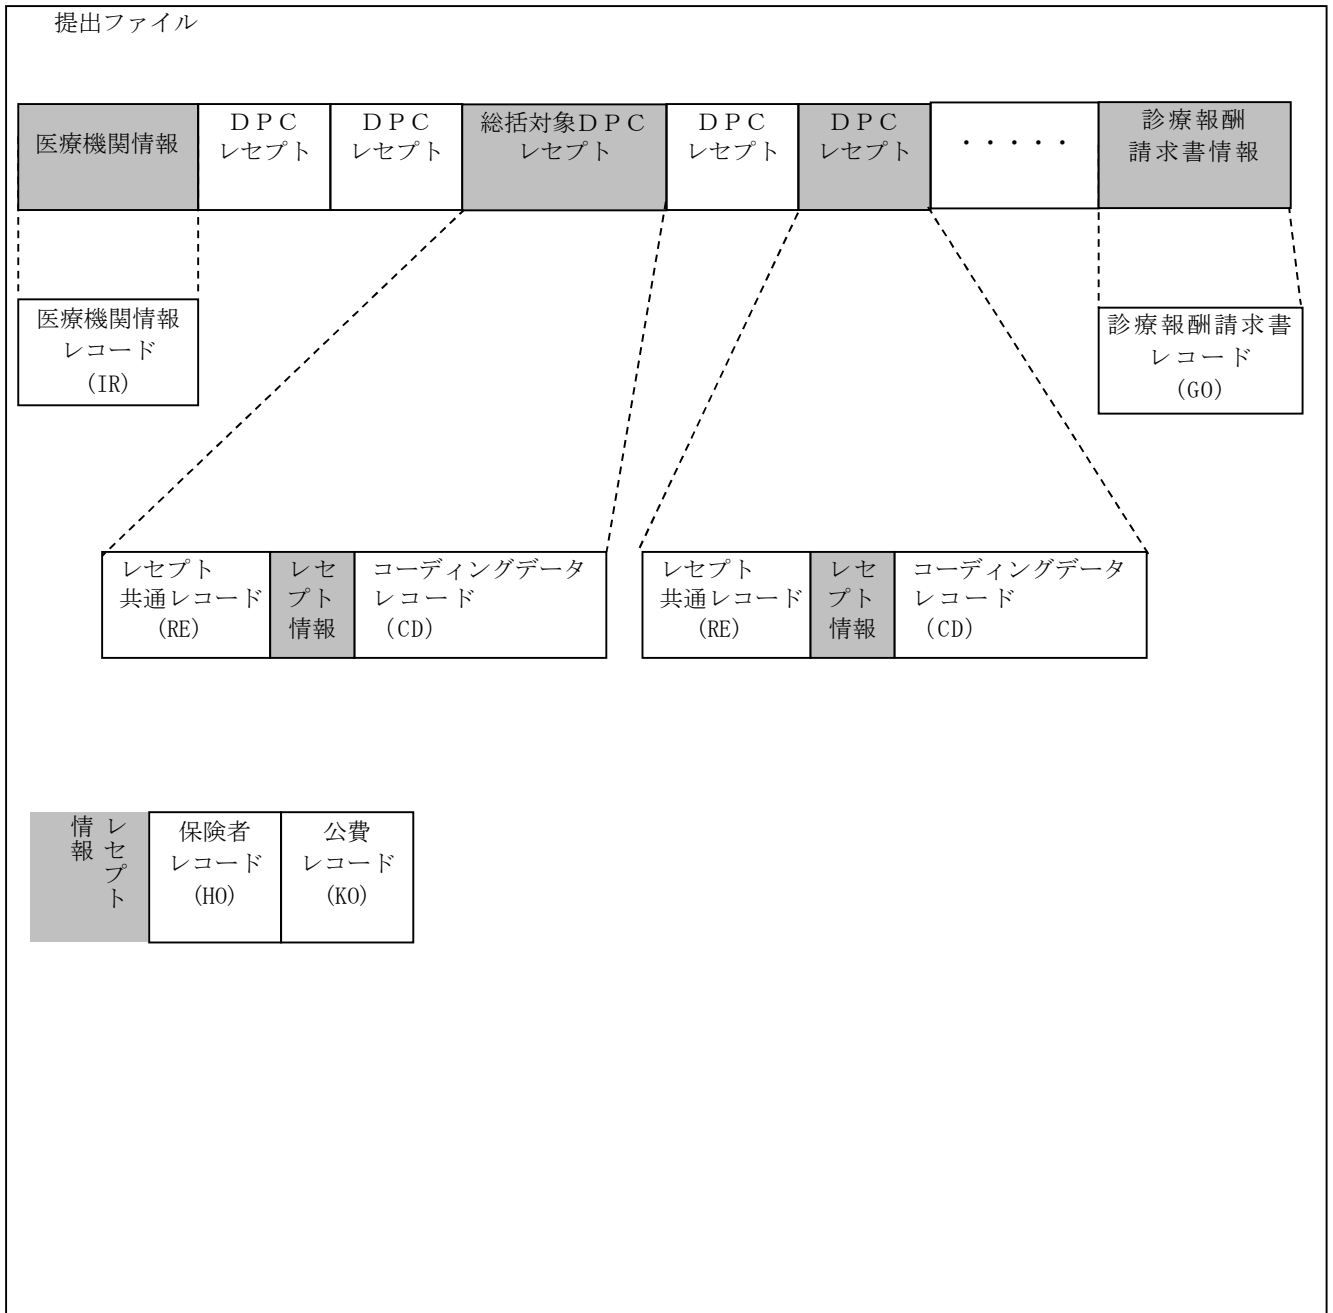 提出ファイル
医療機関情報
ＤＰＣ
レセプト
ＤＰＣ
レセプト
総括対象ＤＰＣ
レセプト
ＤＰＣ
レセプト
ＤＰＣ
レセプト
・・・・・
診療報酬
請求書情報
医療機関情報
レコード
(IR)
診療報酬請求書
レコード
(GO)
レセプト
共通レコード
(RE)
レセ
プト
情報
コーディングデータ
レコード
(CD)
レセプト
共通レコード
(RE)
レセ
プト
情報
コーディングデータ
レコード
(CD)
レセプト
情報
保険者
レコード
(HO)
公費
レコード
(KO)